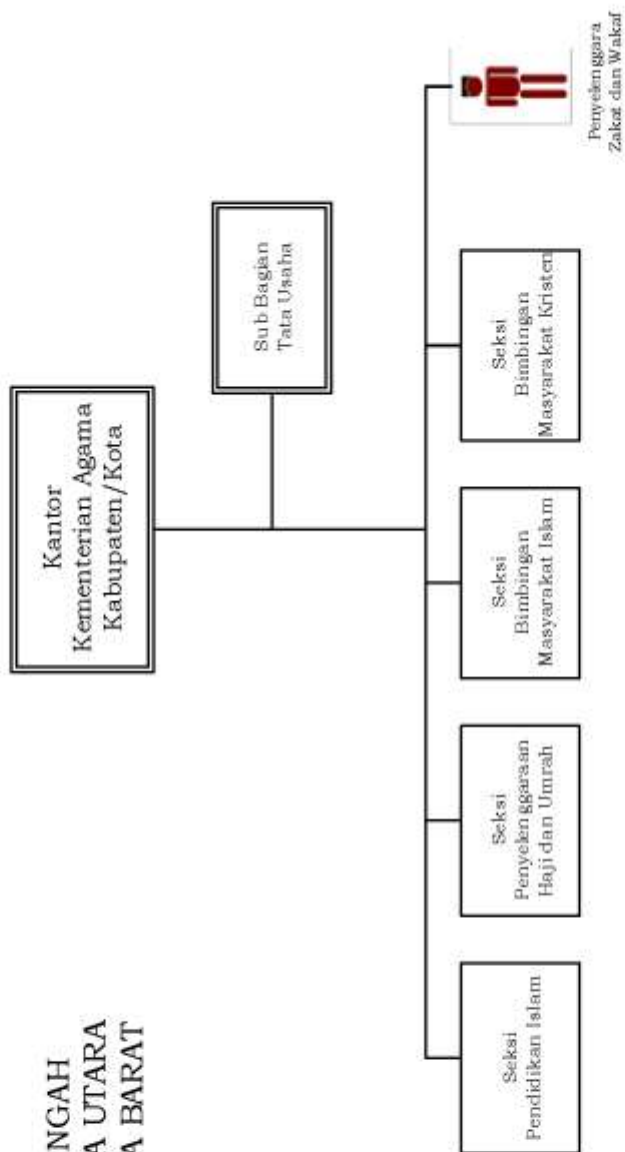 NGAH
A UTARA
A BARAT
Kantor
Kementerian Agama
Kabupaten/Kota
Sub Bagian
Tata Usaha
Seksi
Pendidikan Islam
Seksi
Penyelenggaraan
Haji dan Umrah
Seksi
Bimbingan
Masyarakat Islam
Seksi
Bimbingan
Masyarakat Kristen
Penyelenggara
Zakat dan Wakaf